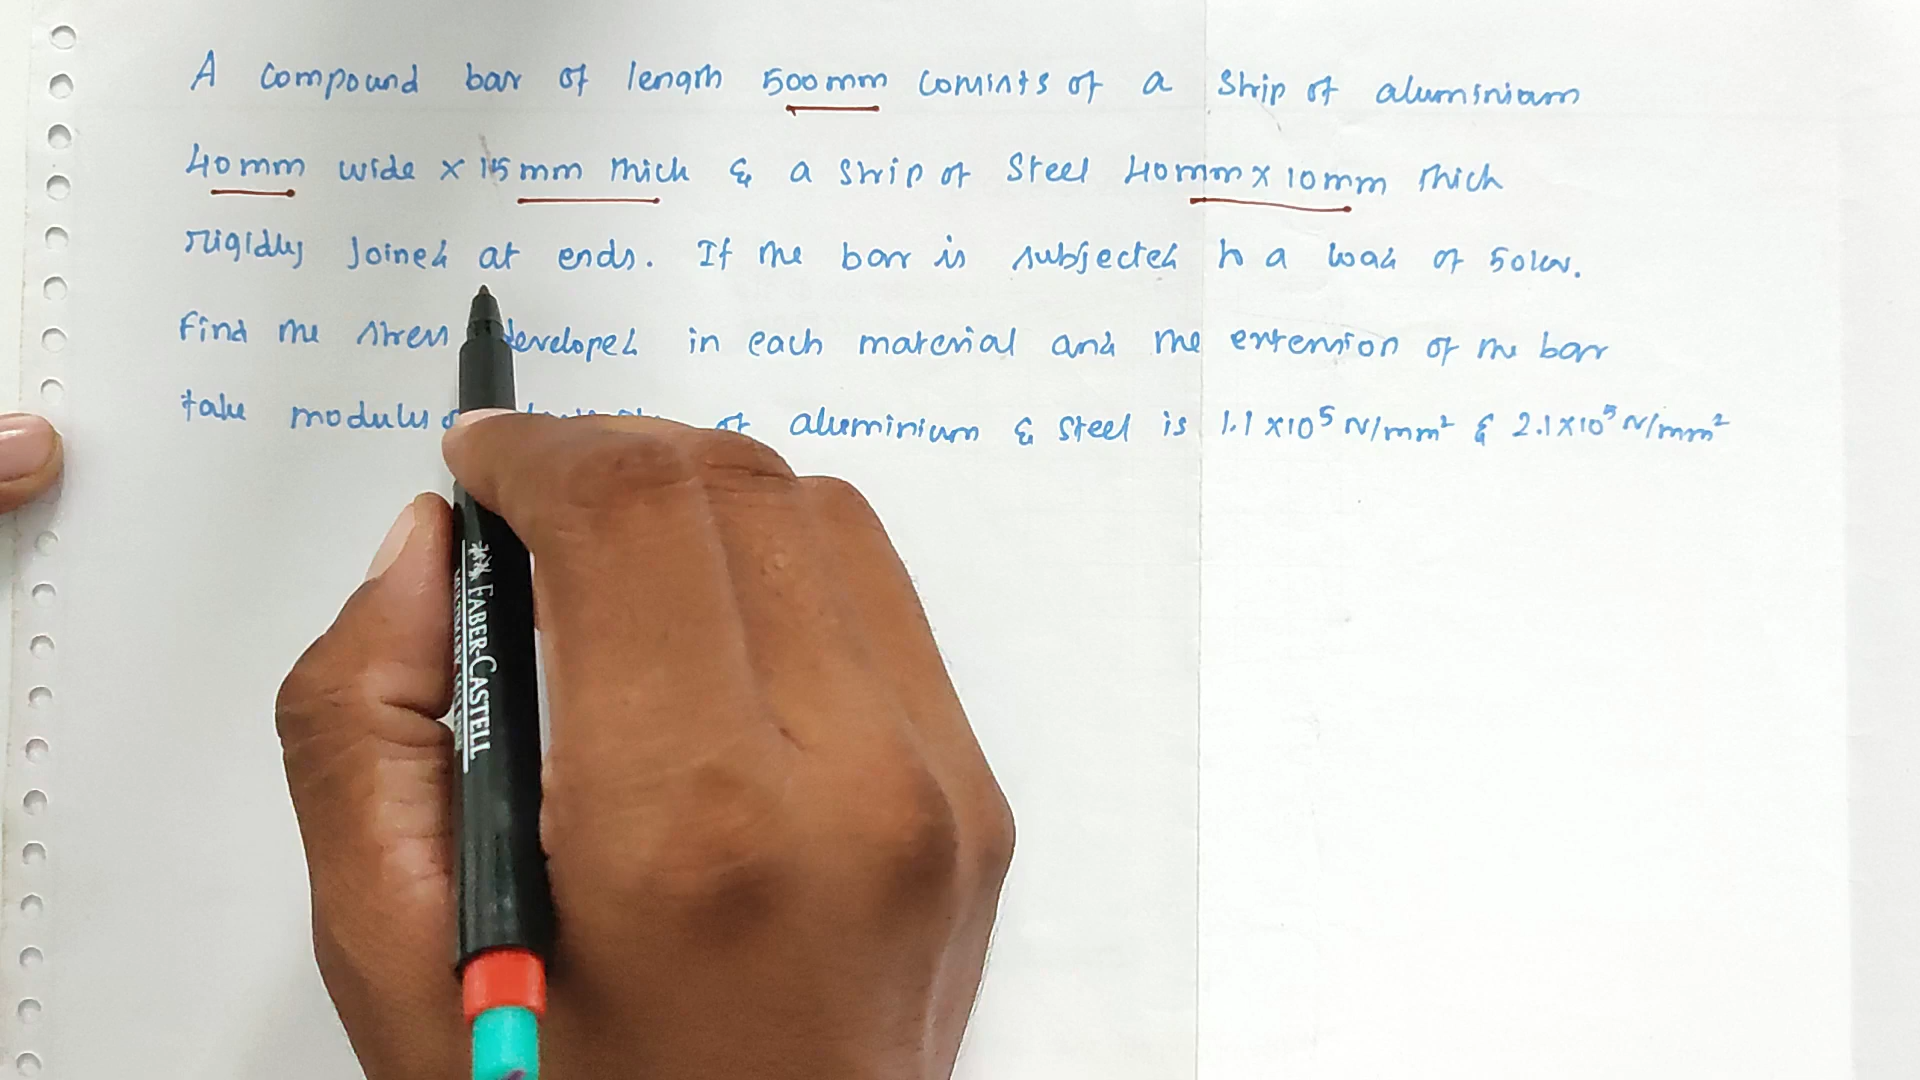 A compound bar of length 500mm consists of a strip of aluminium
40mm wide x 15mm thick & a strip of steel 40mm x 10mm thick
rigidly joined at ends. If the bar is subjected to a load of 50kN.
Find the stress developed in each material and the extension of the bar
take modulus of aluminium & steel is 1.1 x10⁵ N/mm² & 2.1x10⁵ N/mm²
FABER-CASTELL